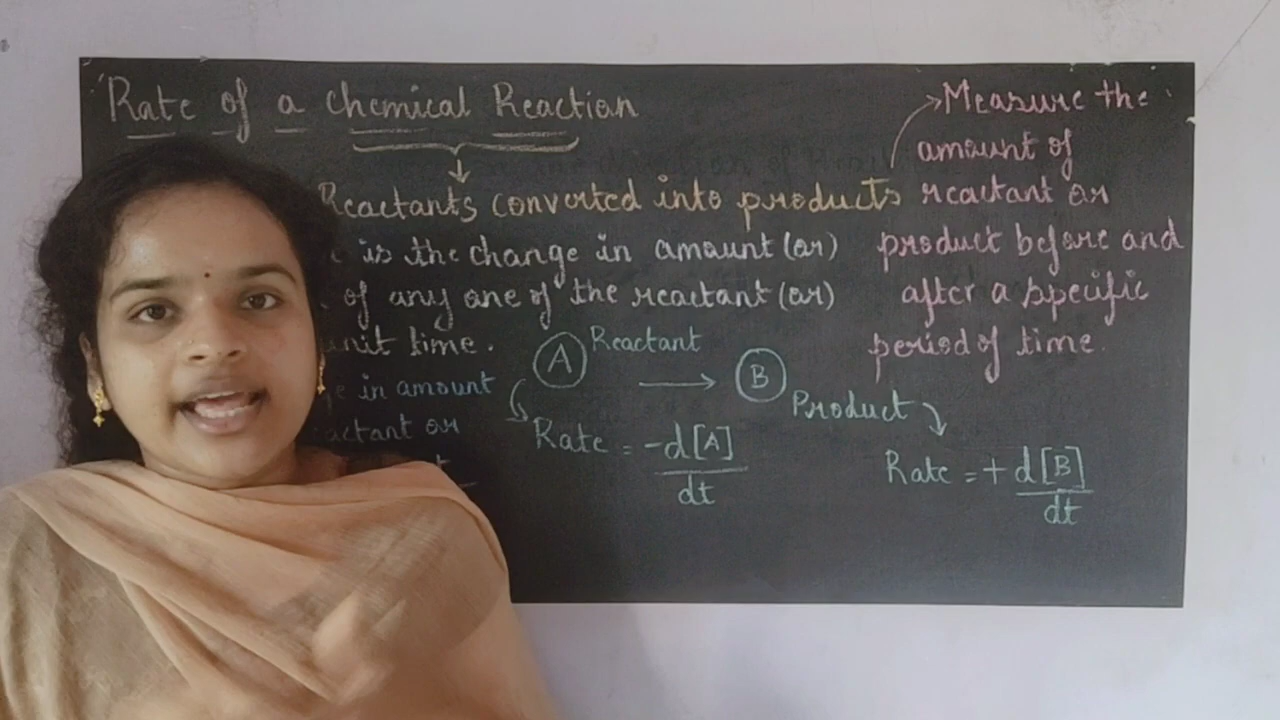 Rate of a chemical Reaction
Reactants converted into products
is the change in amount (or)
of any one of the reactant (or)
unit time.
in amount
or
A Reactant → B Product
Rate = -d[A]/dt
Rate = + d[B]/dt
→ Measure the
amount of
reactant or
product before and
after a specific
period of time.